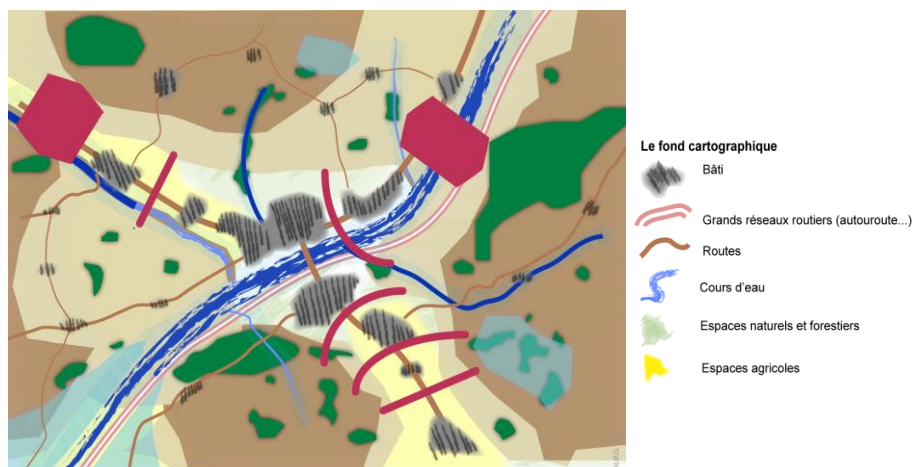 Le fond cartographique
Bâti
Grands réseaux routiers (autouroute...)
Routes
Cours d'eau
Espaces naturels et forestiers
Espaces agricoles